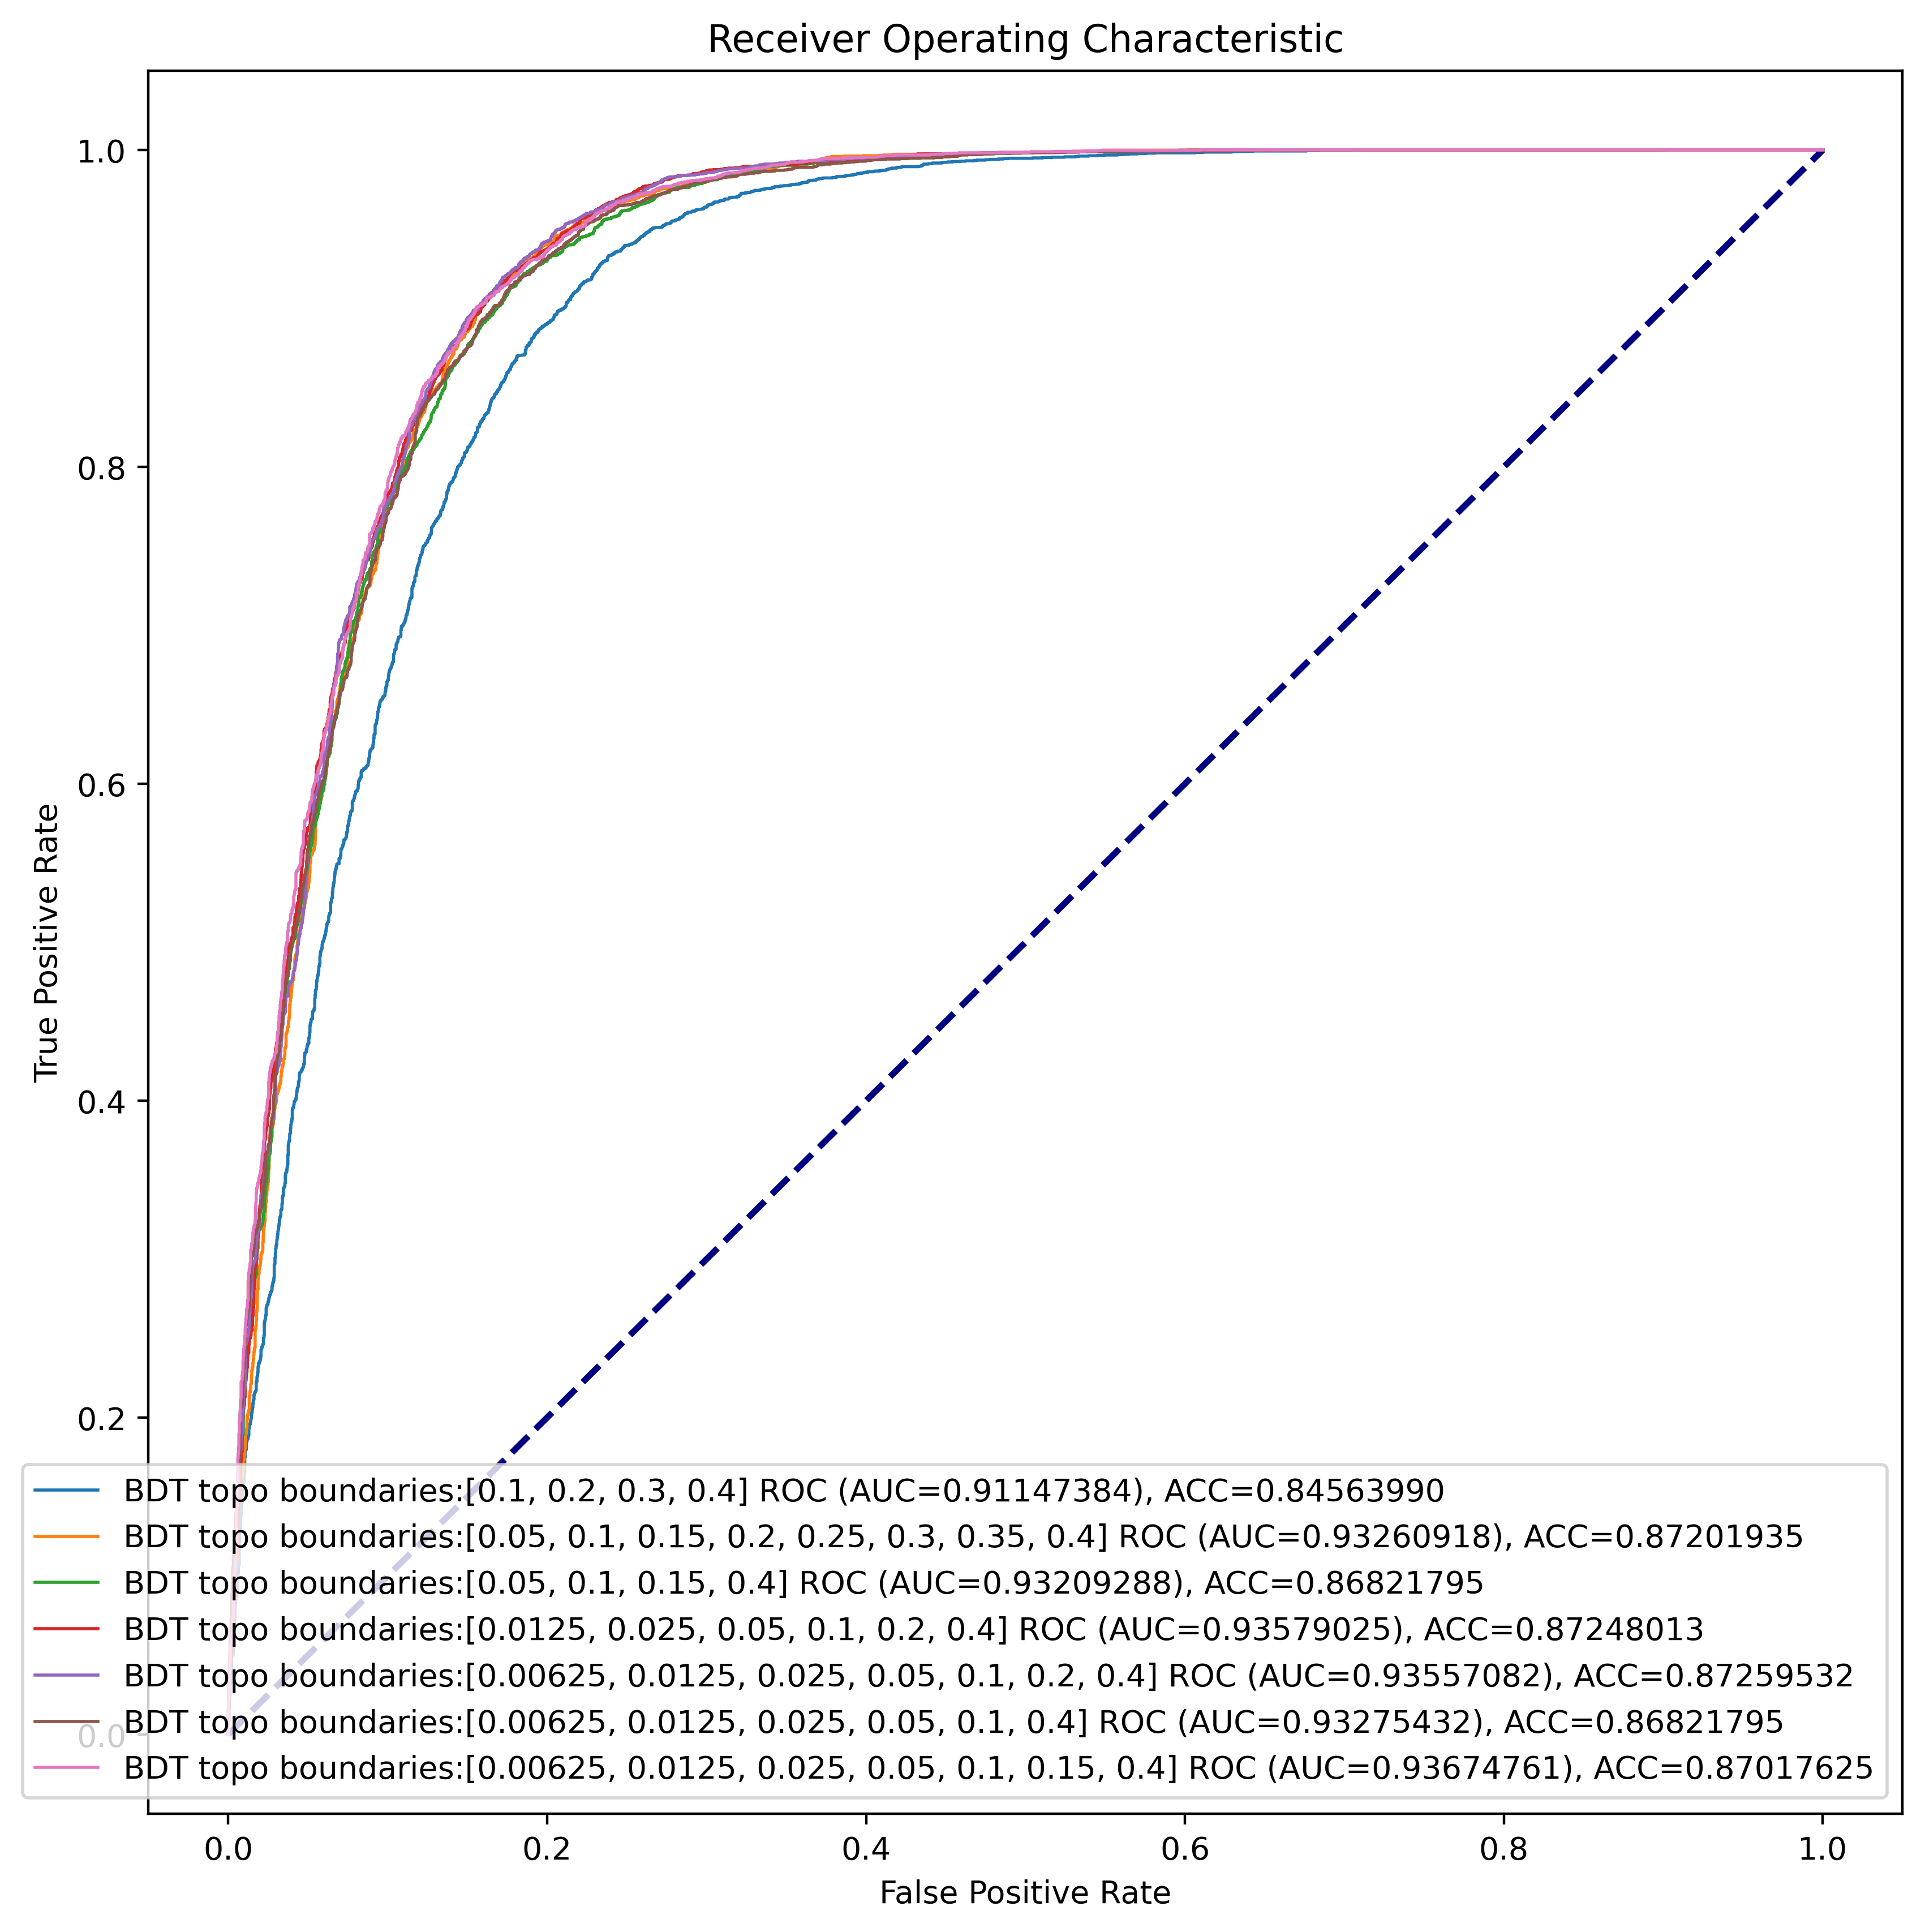 Receiver Operating Characteristic
1.0
0.8
0.6
0.4
0.2
0.0
True Positive Rate
BDT topo boundaries:[0.1, 0.2, 0.3, 0.4] ROC (AUC=0.91147384), ACC=0.84563990
BDT topo boundaries:[0.05, 0.1, 0.15, 0.2, 0.25, 0.3, 0.35, 0.4] ROC (AUC=0.93260918), ACC=0.87201935
BDT topo boundaries:[0.05, 0.1, 0.15, 0.4] ROC (AUC=0.93209288), ACC=0.86821795
BDT topo boundaries:[0.0125, 0.025, 0.05, 0.1, 0.2, 0.4] ROC (AUC=0.93579025), ACC=0.87248013
BDT topo boundaries:[0.00625, 0.0125, 0.025, 0.05, 0.1, 0.2, 0.4] ROC (AUC=0.93557082), ACC=0.87259532
BDT topo boundaries:[0.00625, 0.0125, 0.025, 0.05, 0.1, 0.4] ROC (AUC=0.93275432), ACC=0.86821795
BDT topo boundaries:[0.00625, 0.0125, 0.025, 0.05, 0.1, 0.15, 0.4] ROC (AUC=0.93674761), ACC=0.87017625
0.0 0.2 0.4 0.6 0.8 1.0
False Positive Rate